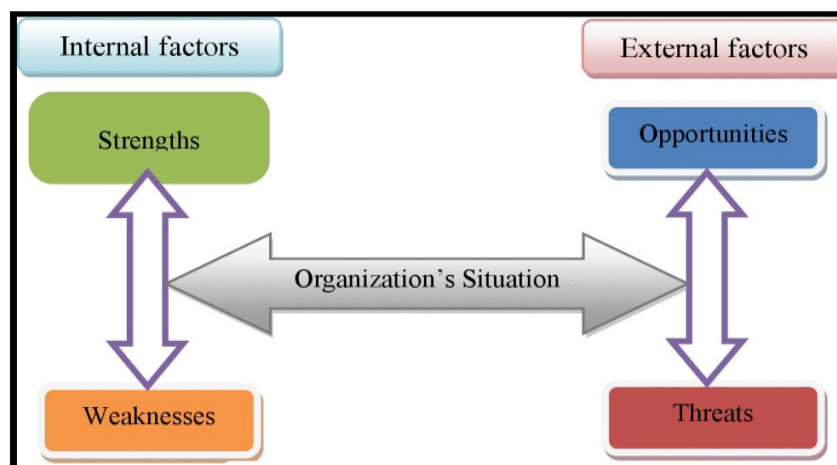 Internal factors
External factors
Strengths
Opportunities
Organization's Situation
Weaknesses
Threats